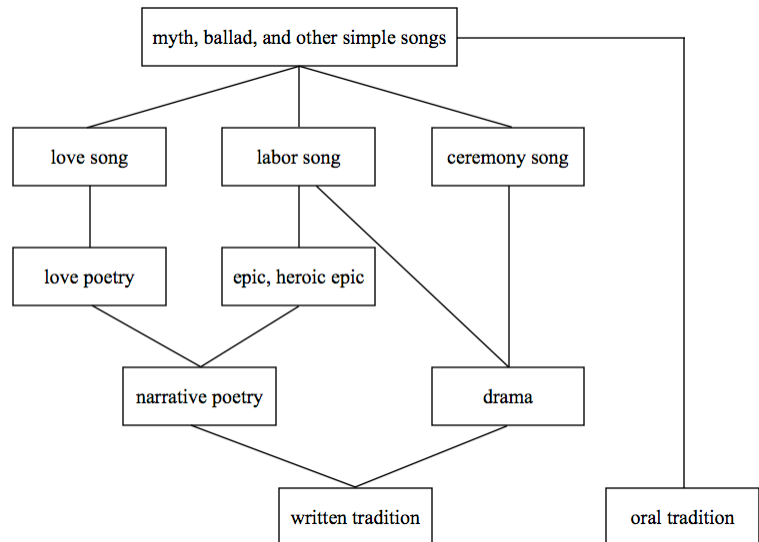 myth, ballad, and other simple songs
love song
labor song
ceremony song
love poetry
epic, heroic epic
narrative poetry
drama
written tradition
oral tradition